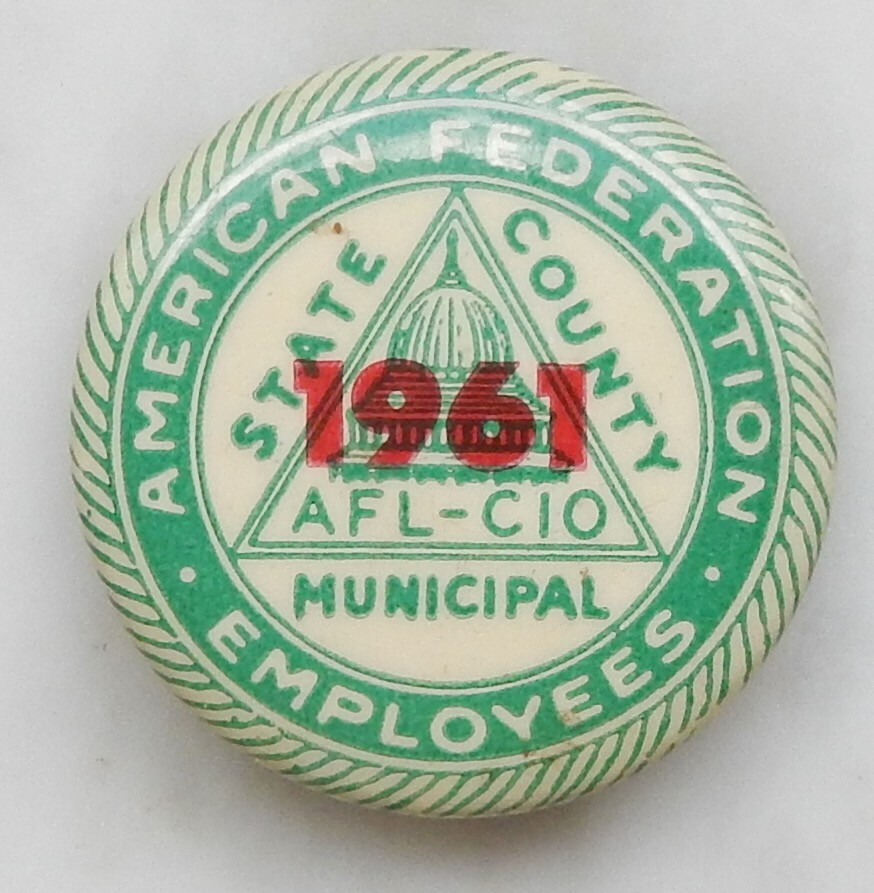 AMERICAN FEDERATION
STATE
COUNTY
1961
AFL-CIO
MUNICIPAL
• EMPLOYEES •